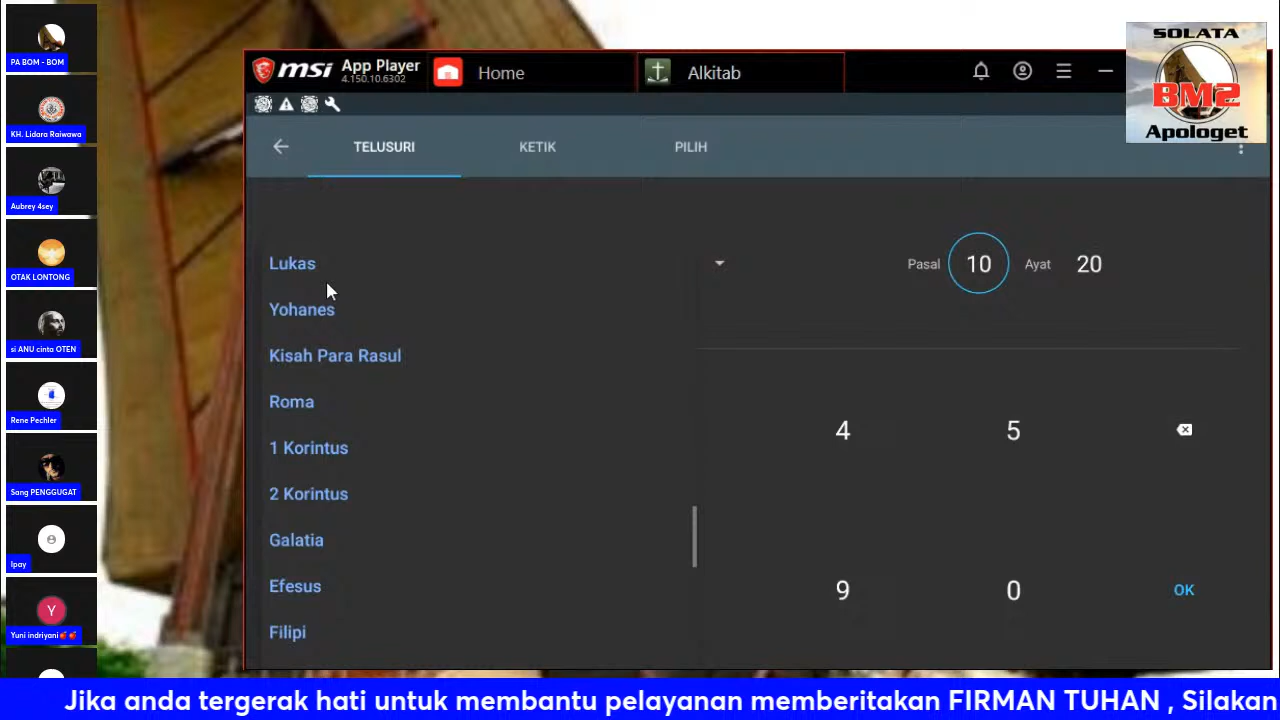 PA BOM - BOM
KH. Lidara Raiwawa
Aubrey 4sey
OTAK LONTONG
si ANU cinta OTEN
Rene Pechler
Sang PENGGUGAT
Ipay
Y
Yuni indriyani
msi App Player
4.150.10.6302
Home
Alkitab
SOLATA
BM2
Apologet
TELUSURI
KETIK
PILIH
Lukas
Yohanes
Kisah Para Rasul
Roma
1 Korintus
2 Korintus
Galatia
Efesus
Filipi
Pasal 10 Ayat 20
4 5
9 0 OK
Jika anda tergerak hati untuk membantu pelayanan memberitakan FIRMAN TUHAN , Silakan